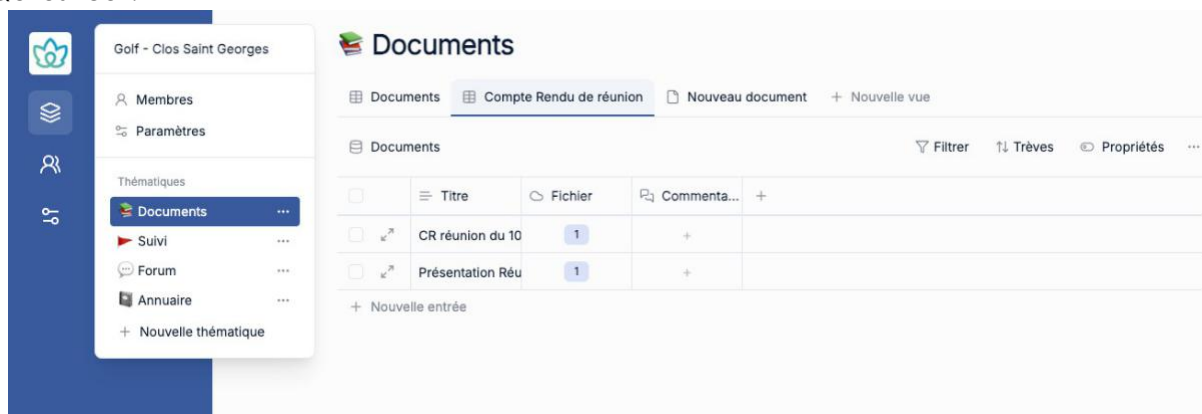 Golf - Clos Saint Georges
Membres
Paramètres
Thématiques
Documents
Suivi
Forum
Annuaire
+ Nouvelle thématique
Documents
Documents Compte Rendu de réunion Nouveau document + Nouvelle vue
Documents Filtrer Trèves Propriétés ...
Titre Fichier Commenta... +
CR réunion du 10 1 +
Présentation Réu 1 +
+ Nouvelle entrée